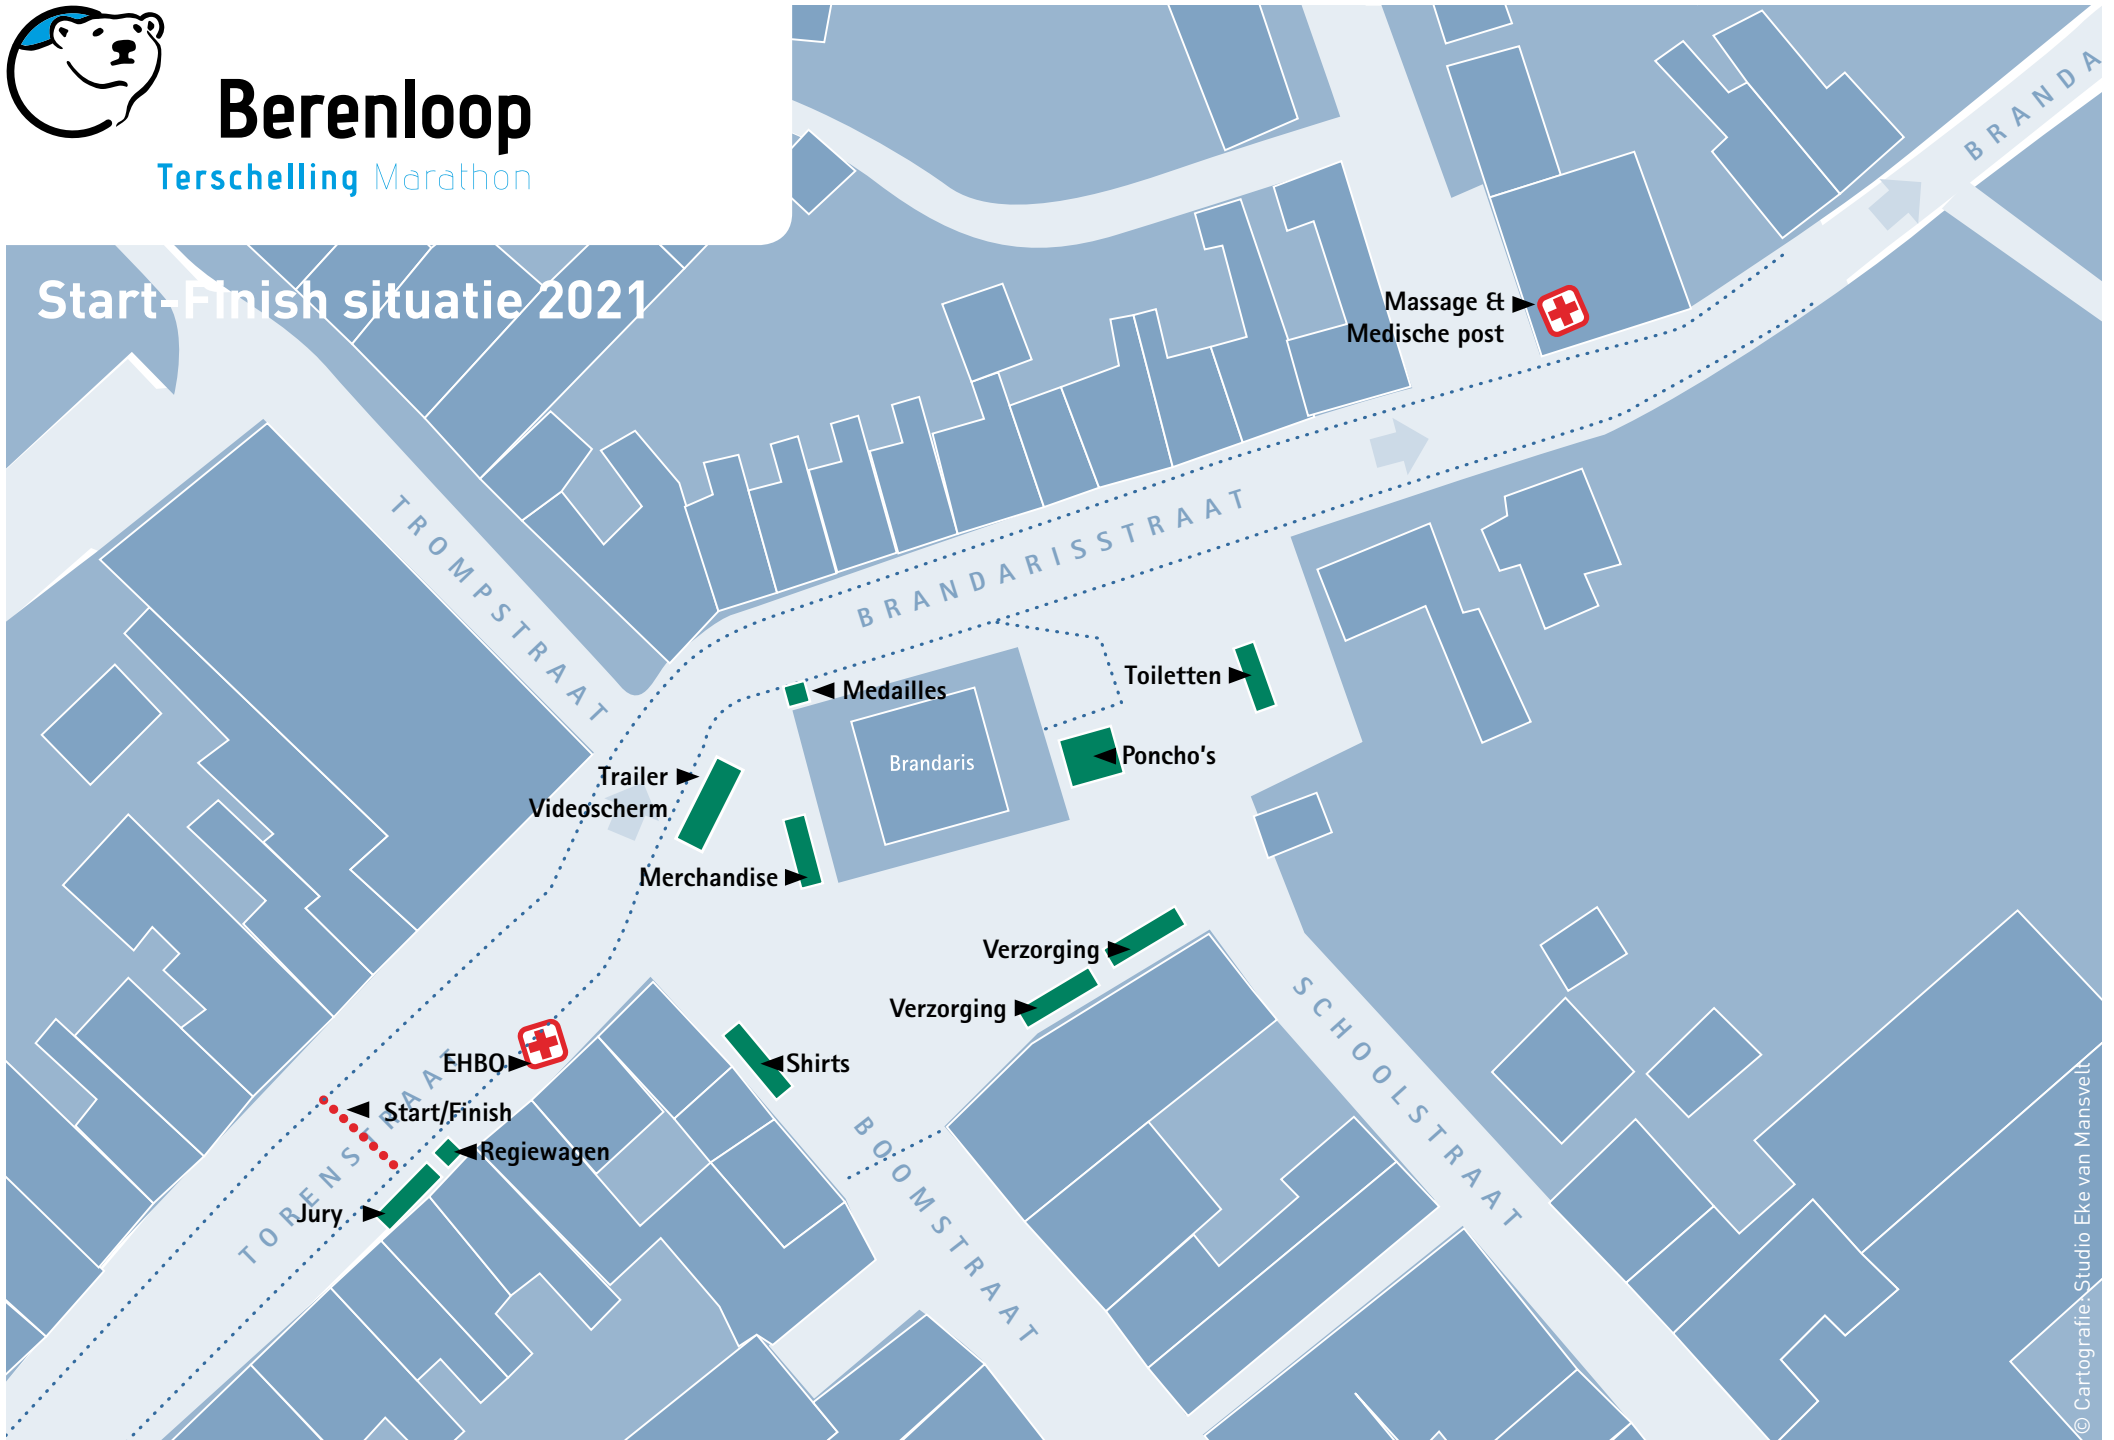 Berenloop
Terschelling Marathon
Start-Finish situatie 2021
BRANDA
Massage &
Medische post
TROMPSTRAAT
BRANDARISSTRAAT
Toiletten
Medailles
Poncho's
Brandaris
Trailer
Videoscherm
Merchandise
Verzorging
Verzorging
SCHOOLSTRAAT
EHBO
Shirts
Start/Finish
Regiewagen
TORENSTRAAT
Jury
BOOMSTRAAT
© Cartografie: Studio Eke van Mansvelt